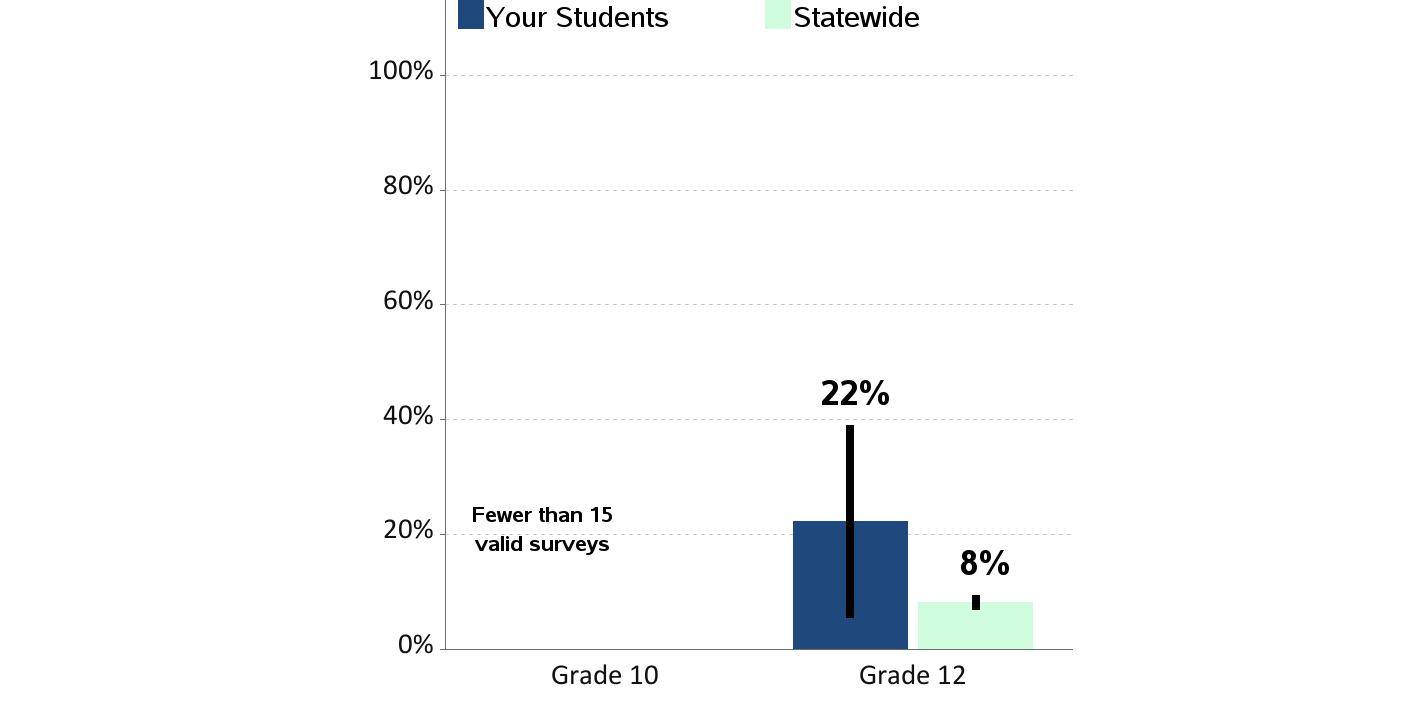 Your Students Statewide
100%
80%
60%
22%
40%
Fewer than 15
20%
valid surveys
8%
0%
Grade 10 Grade 12